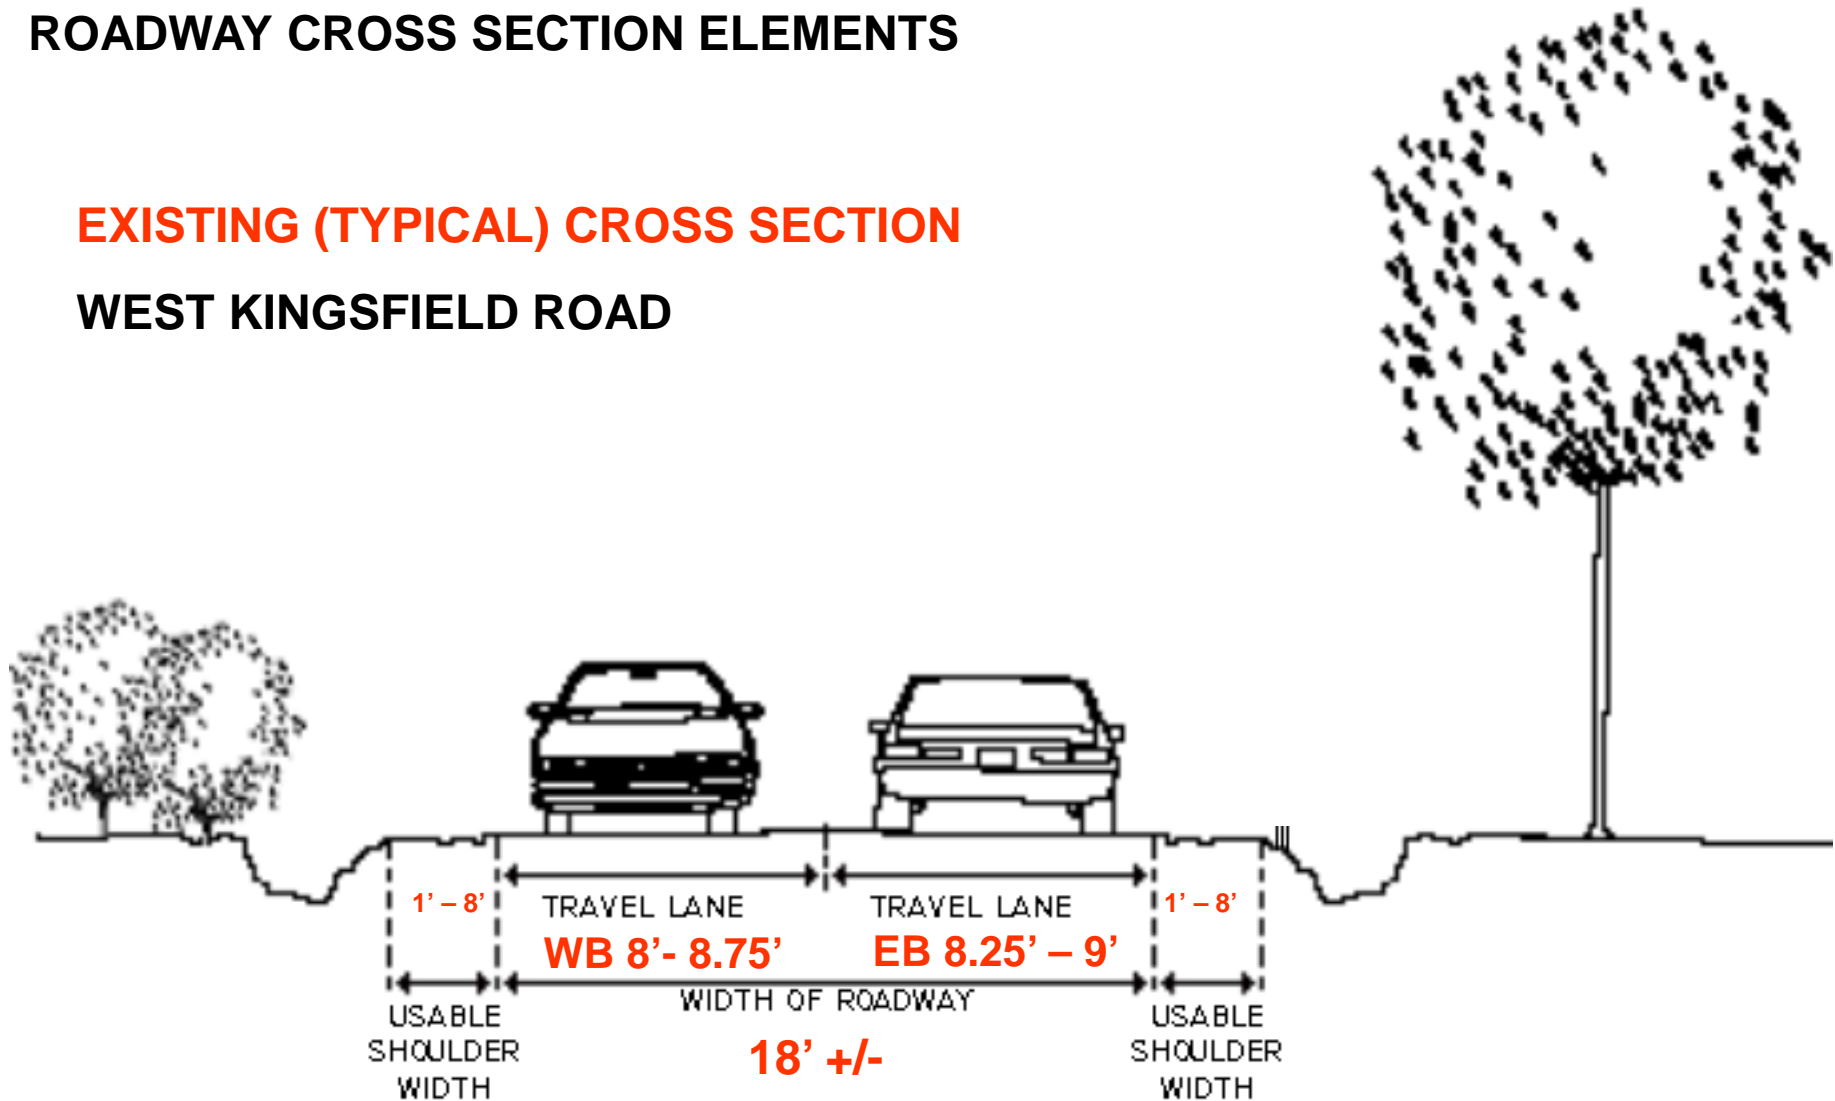 ROADWAY CROSS SECTION ELEMENTS
EXISTING (TYPICAL) CROSS SECTION
WEST KINGSFIELD ROAD
1’ – 8’
TRAVEL LANE
TRAVEL LANE
1’ – 8’
WB 8’- 8.75’
EB 8.25’ – 9’
WIDTH OF ROADWAY
18’ +/-
USABLE
SHOULDER
WIDTH
USABLE
SHOULDER
WIDTH